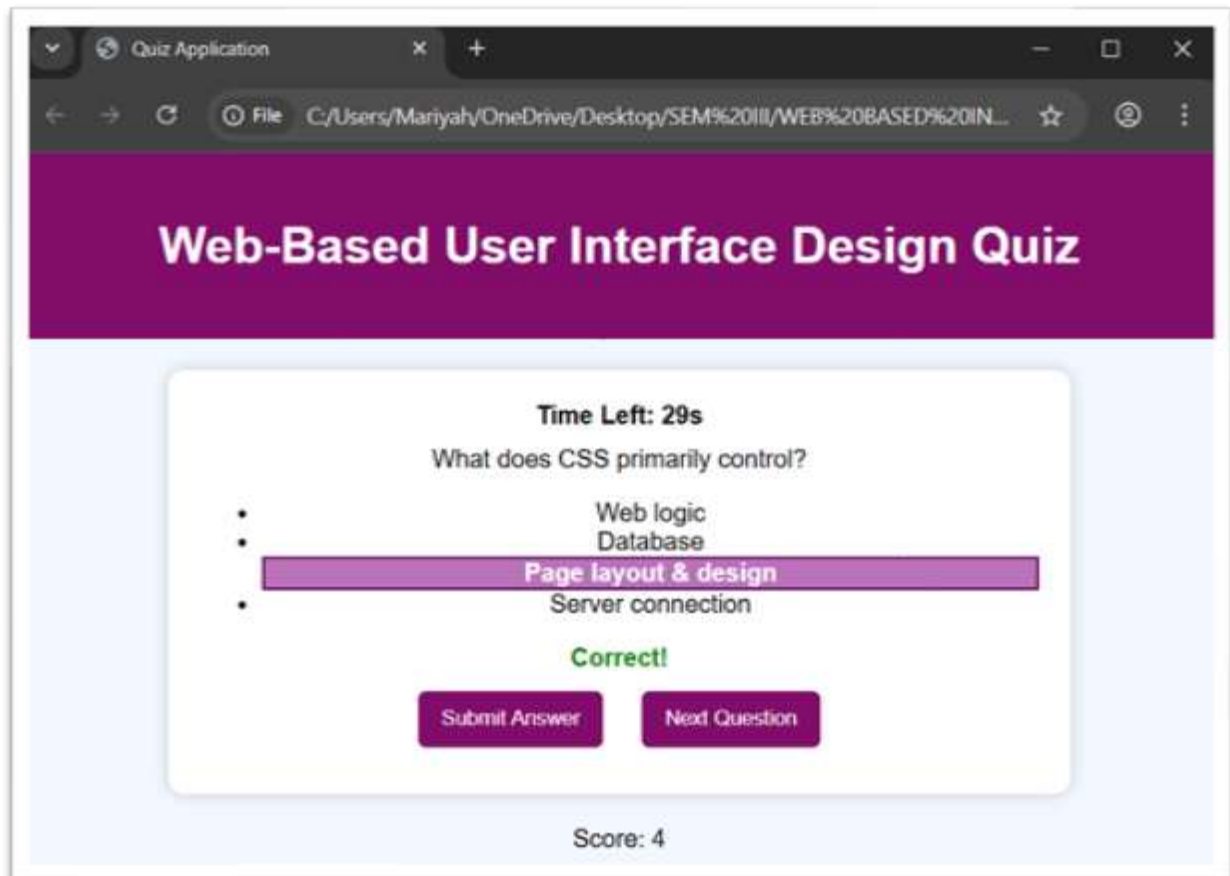 Quiz Application
File C:/Users/Mariyah/OneDrive/Desktop/SEM%20III/WEB%20BASED%20IN...
Web-Based User Interface Design Quiz
Time Left: 29s
What does CSS primarily control?
• Web logic
• Database
Page layout & design
• Server connection
Correct!
Submit Answer Next Question
Score: 4